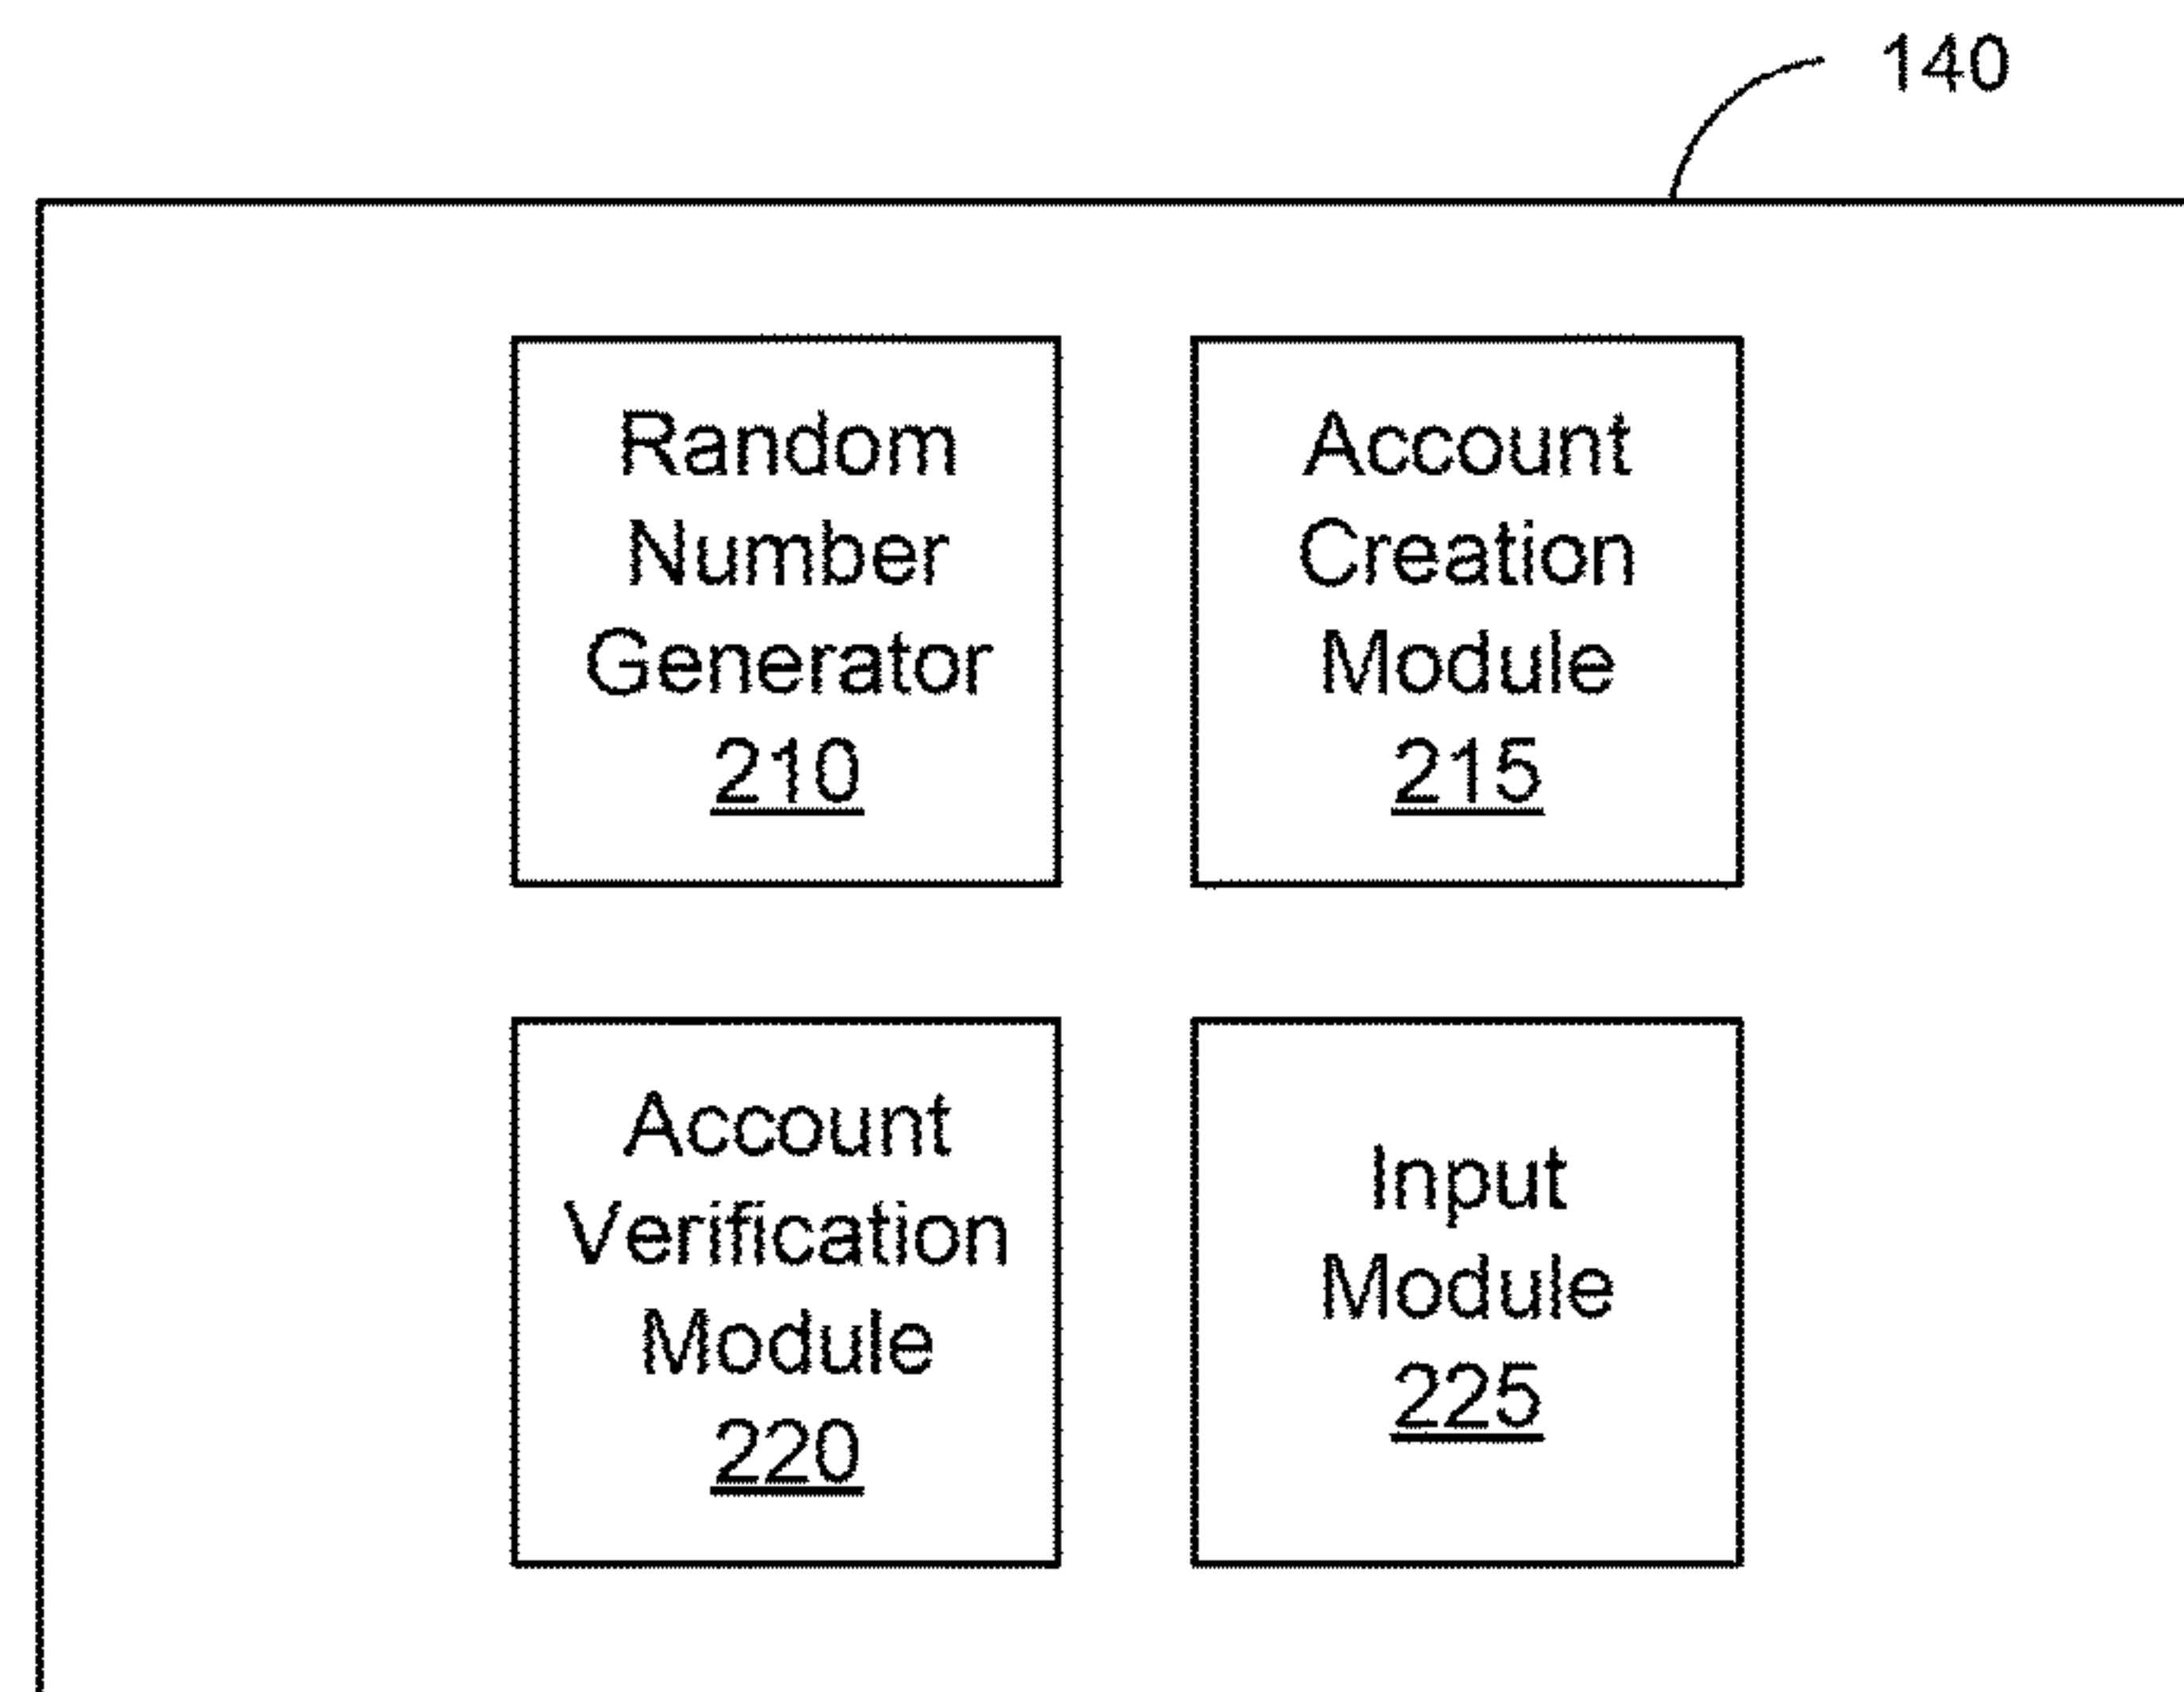 140
Random
Number
Generator
210
Account
Creation
Module
215
Account
Verification
Module
220
Input
Module
225